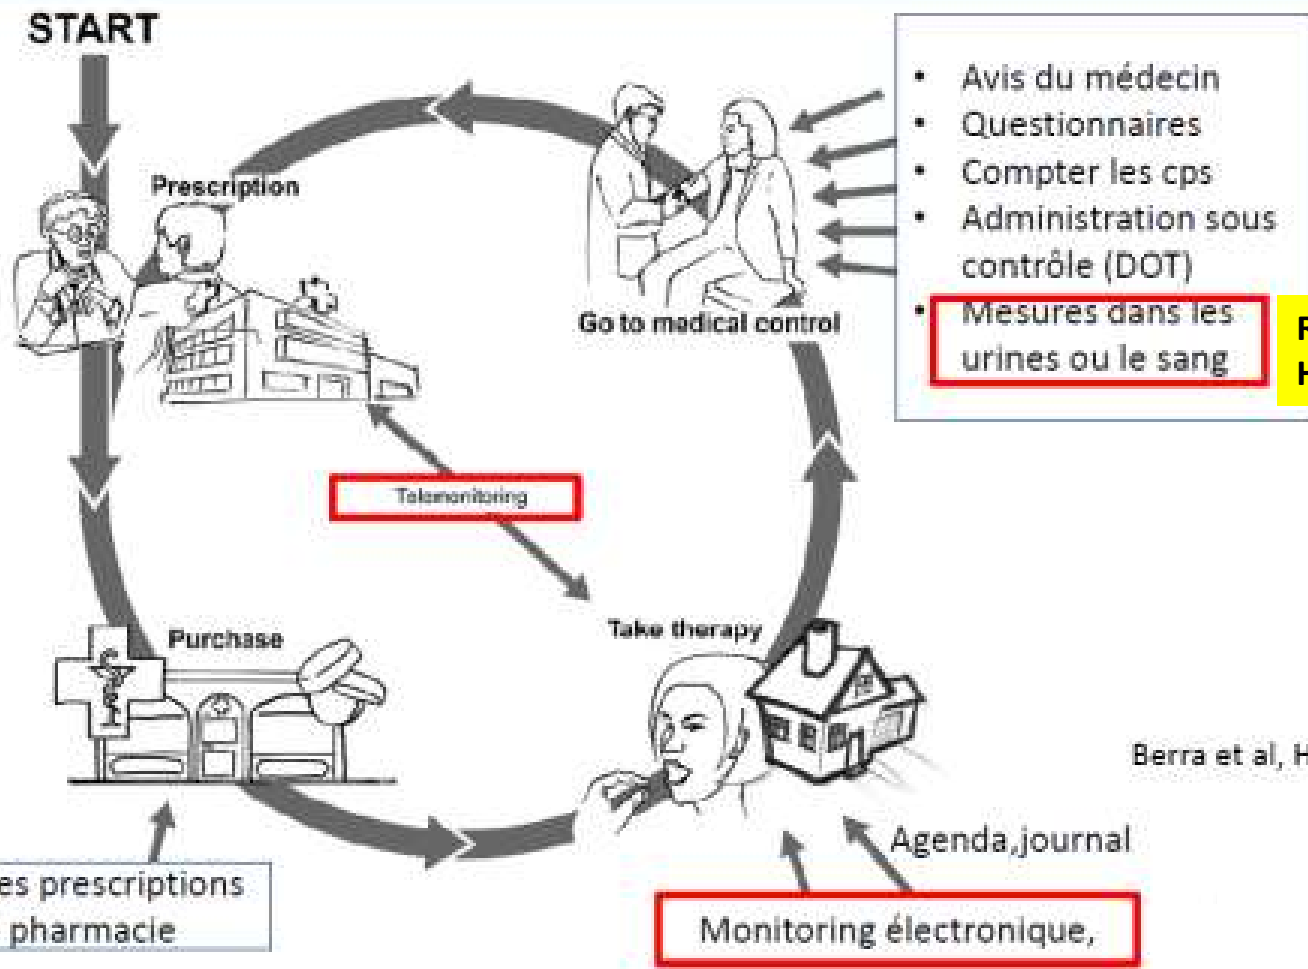 START
Prescription
Go to medical control
• Avis du médecin
• Questionnaires
• Compter les cps
• Administration sous
contrôle (DOT)
• Mesures dans les
urines ou le sang
R
H
Telemonitoring
Purchase
Take therapy
Berra et al, H
Agenda,journal
es prescriptions
pharmacie
Monitoring électronique,